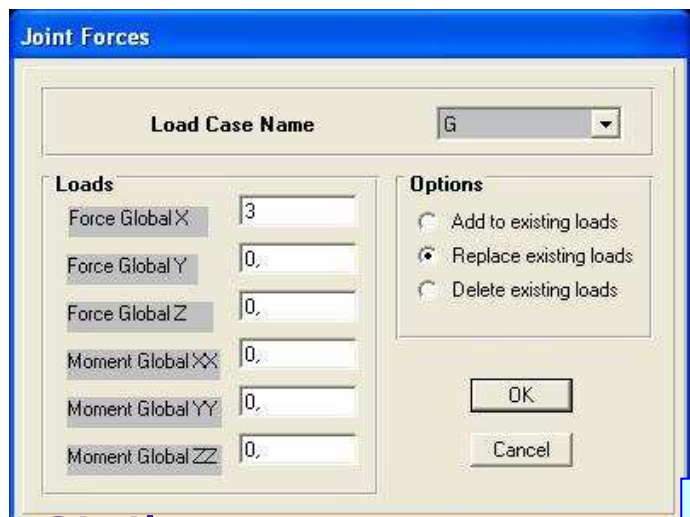 Joint Forces
Load Case Name
G
Loads
Force Global X
3
Force Global Y
0,
Force Global Z
0,
Moment Global XX
0,
Moment Global YY
0,
Moment Global ZZ
0,
Options
Add to existing loads
Replace existing loads
Delete existing loads
OK
Cancel